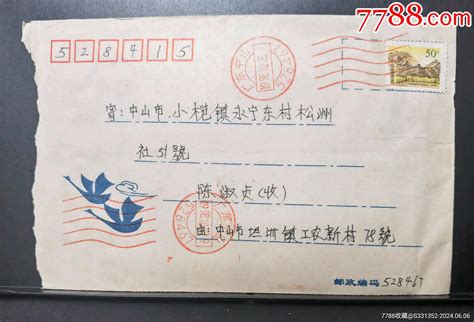 7788.com
528415
50分
寄:中山市.小榄镇永宁东村松洲
社51號
陈淑贞(收)
由:中山市坦洲镇工农新村78號
邮政编码 528467
7788收藏@S331352-2024.06.06